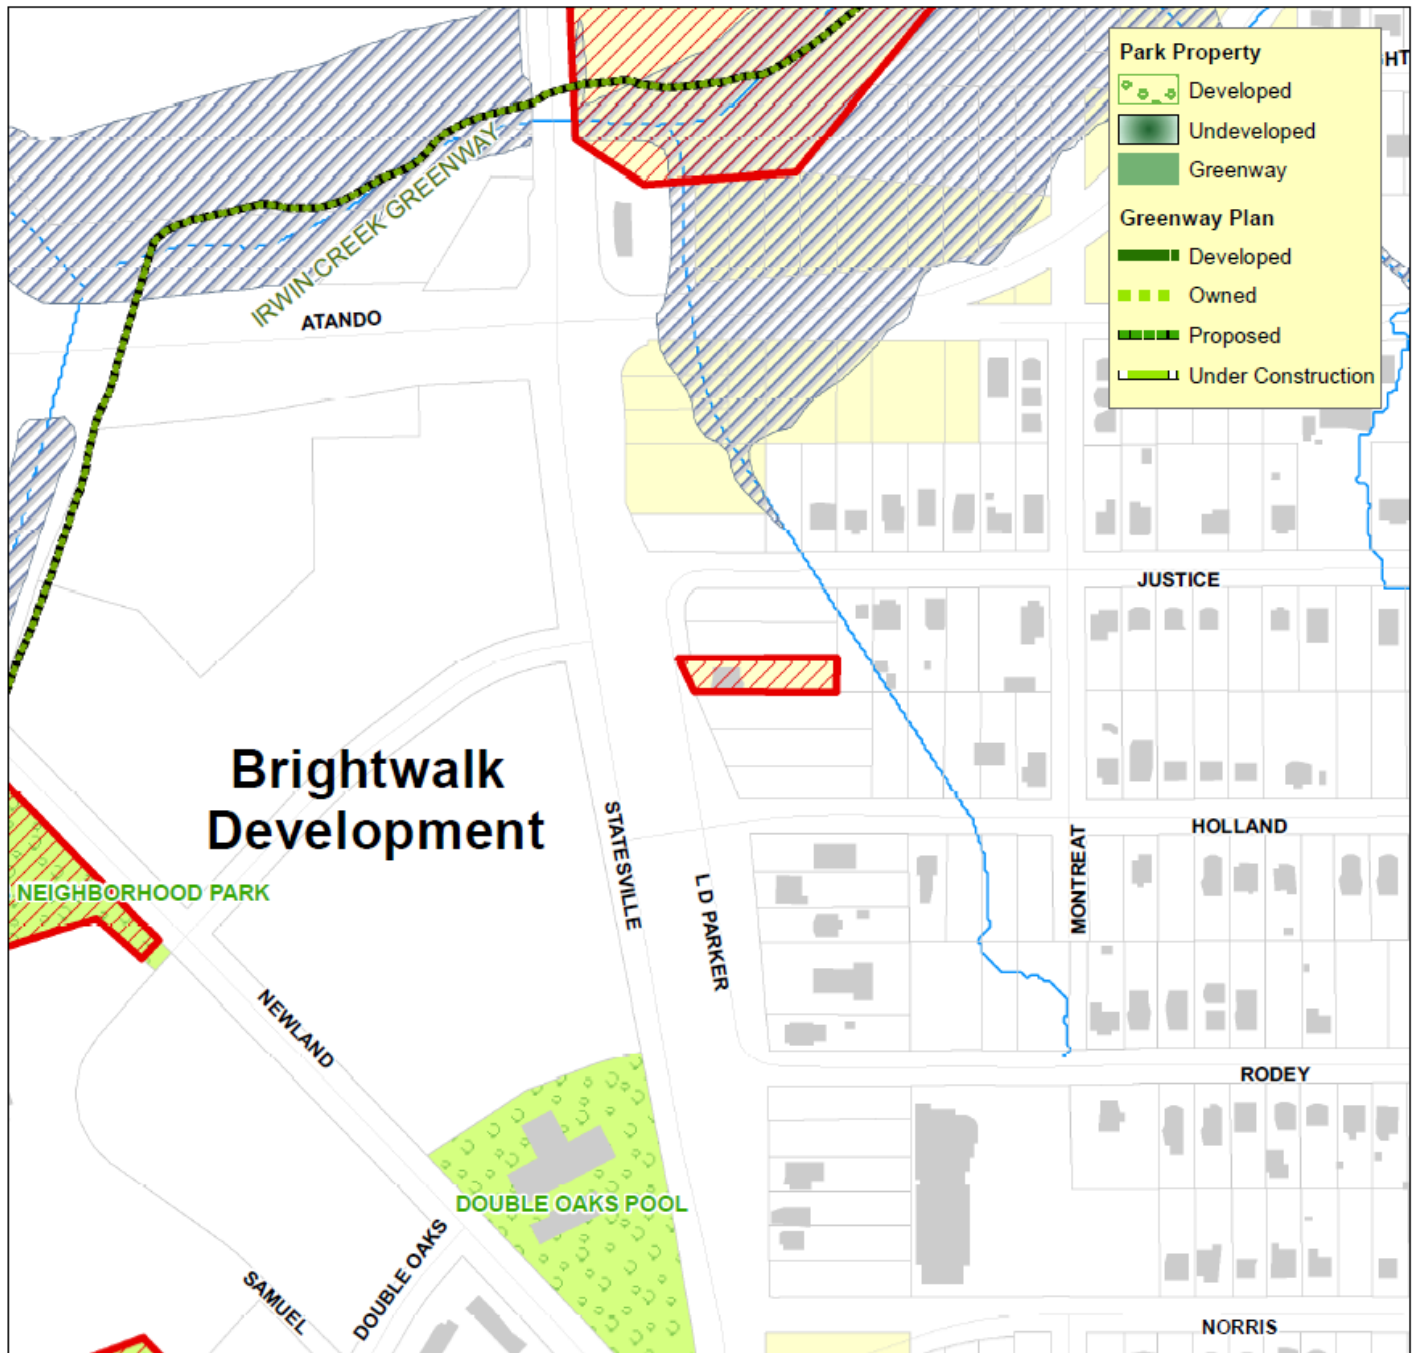 Park Property
Developed
Undeveloped
Greenway
Greenway Plan
Developed
Owned
Proposed
Under Construction
HT
IRWIN CREEK GREENWAY
ATANDO
JUSTICE
Brightwalk
Development
STATESVILLE
L D PARKER
MONTREAT
HOLLAND
NEIGHBORHOOD PARK
NEWLAND
RODEY
DOUBLE OAKS POOL
DOUBLE OAKS
SAMUEL
NORRIS